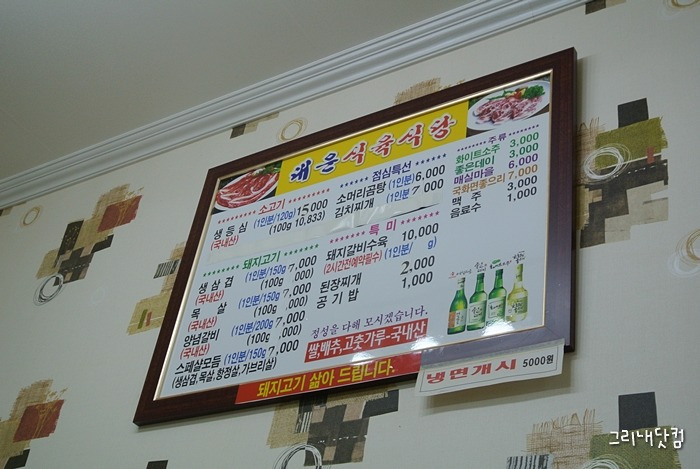 채운식육식당
***** 소고기 *****
생등심 (1인분/120g) 15,000
(국내산) (100g 10,833)
***** 돼지고기 *****
생삼겹 (1인분/150g) 7,000
(국내산) (100g ,000)
목살 (1인분/150g) 7,000
(국내산) (100g ,000)
양념갈비 (1인분/200g) 7,000
(국내산) (100g ,000)
스페샬모듬 (1인분/150g) 7,000
(생삼겹,목살,항정살,가브리살)
***** 점심특선 *****
소머리곰탕 (1인분) 6,000
김치찌개 (1인분) 7,000
***** 특미 *****
돼지갈비수육 10,000
(2시간전예약필수) (1인분/ g)
된장찌개 2,000
공기밥 1,000
정성을 다해 모시겠습니다.
쌀,배추,고춧가루-국내산
돼지고기 삶아 드립니다.
***** 주류 *****
화이트소주 3,000
좋은데이 3,000
매실마을 6,000
국화면좋으리 7,000
맥주 3,000
음료수 1,000
냉면개시 5000원
그리내닷컴